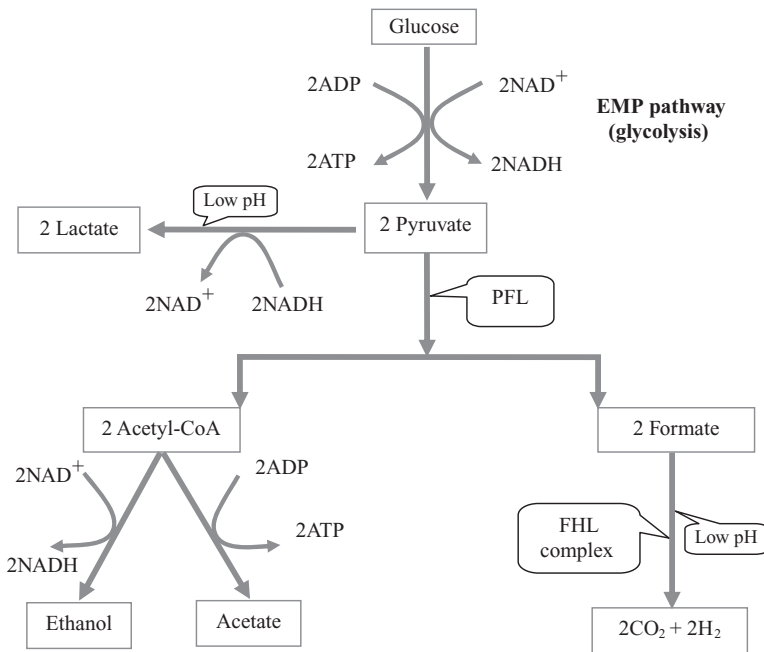 Glucose
2ADP
2NAD+
EMP pathway
(glycolysis)
2ATP
2NADH
Low pH
2 Lactate
2 Pyruvate
2NAD+
2NADH
PFL
2 Acetyl-CoA
2 Formate
2NAD+
2ADP
2ATP
FHL
complex
Low pH
2NADH
Ethanol
Acetate
2CO₂ + 2H₂